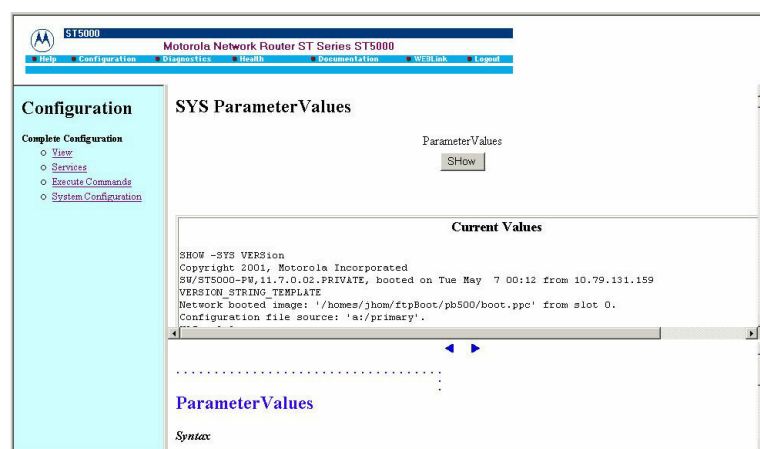 ST5000
Motorola Network Router ST Series ST5000
Help Configuration Diagnostics Health Documentation WEBLink Logout
Configuration
Complete Configuration
View
Services
Execute Commands
System Configuration
SYS ParameterValues
ParameterValues
SHow
Current Values
SHOW -SYS VERSion
Copyright 2001, Motorola Incorporated
SW/ST5000-PW,11.7.0.02.PRIVATE, booted on Tue May 7 00:12 from 10.79.131.159
VERSION_STRING_TEMPLATE
Network booted image: '/homes/jhom/ftpBoot/pb500/boot.ppc' from slot 0.
Configuration file source: 'a:/primary'.
ParameterValues
Syntax